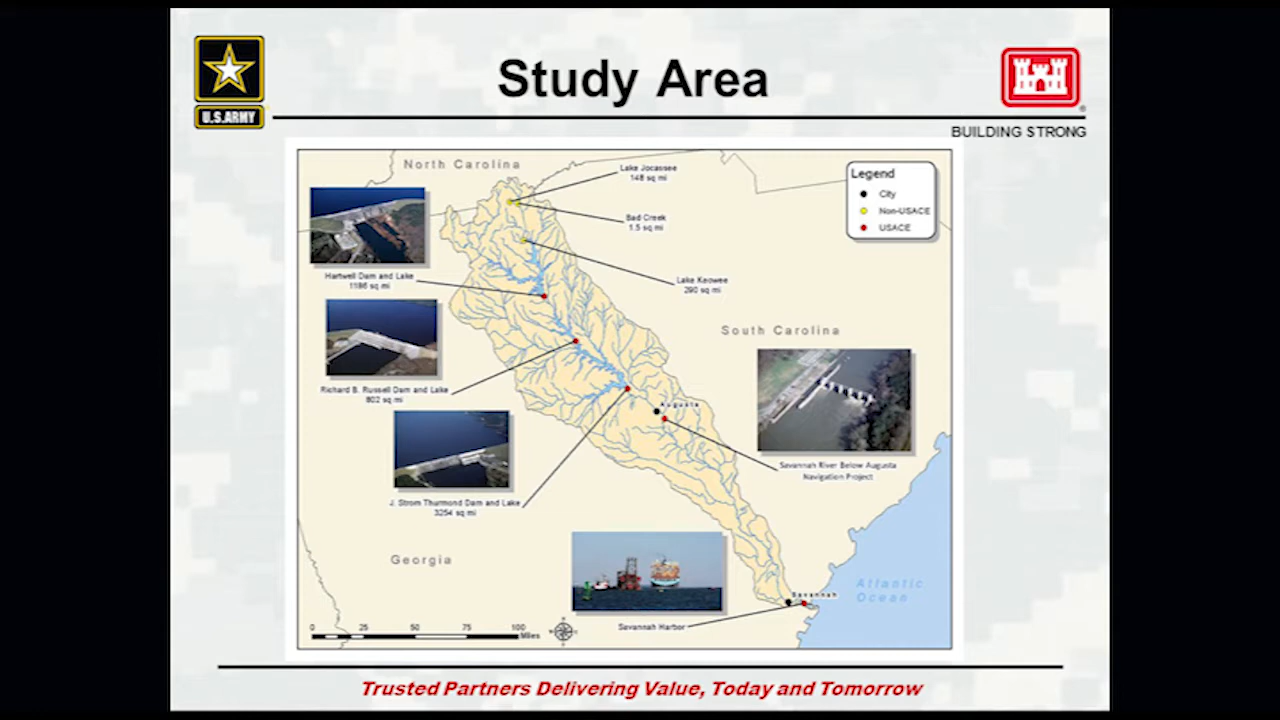 Study Area
U.S.ARMY
BUILDING STRONG
North Carolina
Lake Jocassee
148 sq mi
Bad Creek
1.5 sq mi
Lake Keowee
290 sq mi
Legend
City
Non-USACE
USACE
Hartwell Dam and Lake
1186 sq mi
South Carolina
Richard B. Russell Dam and Lake
802 sq mi
Augusta
Savannah River Below Augusta
Navigation Project
J. Strom Thurmond Dam and Lake
3254 sq mi
Georgia
Atlantic
Ocean
Savannah
Savannah Harbor
0 25 50 75 100
Miles
Trusted Partners Delivering Value, Today and Tomorrow